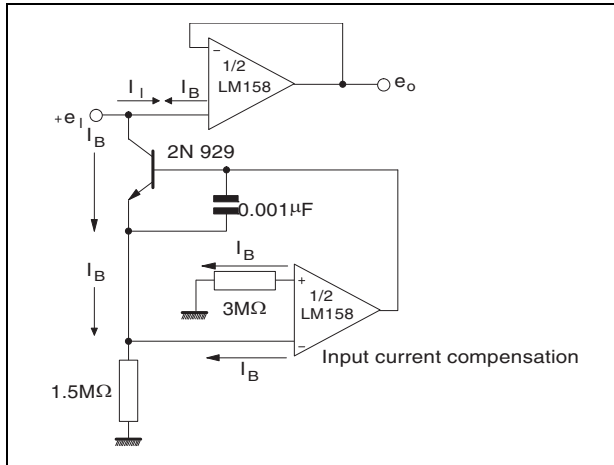 1/2
LM158
I_I I_B
e_o
+e_I
I_B
2N 929
0.001μF
I_B
I_B
1/2
LM158
3MΩ
Input current compensation
I_B
1.5MΩ